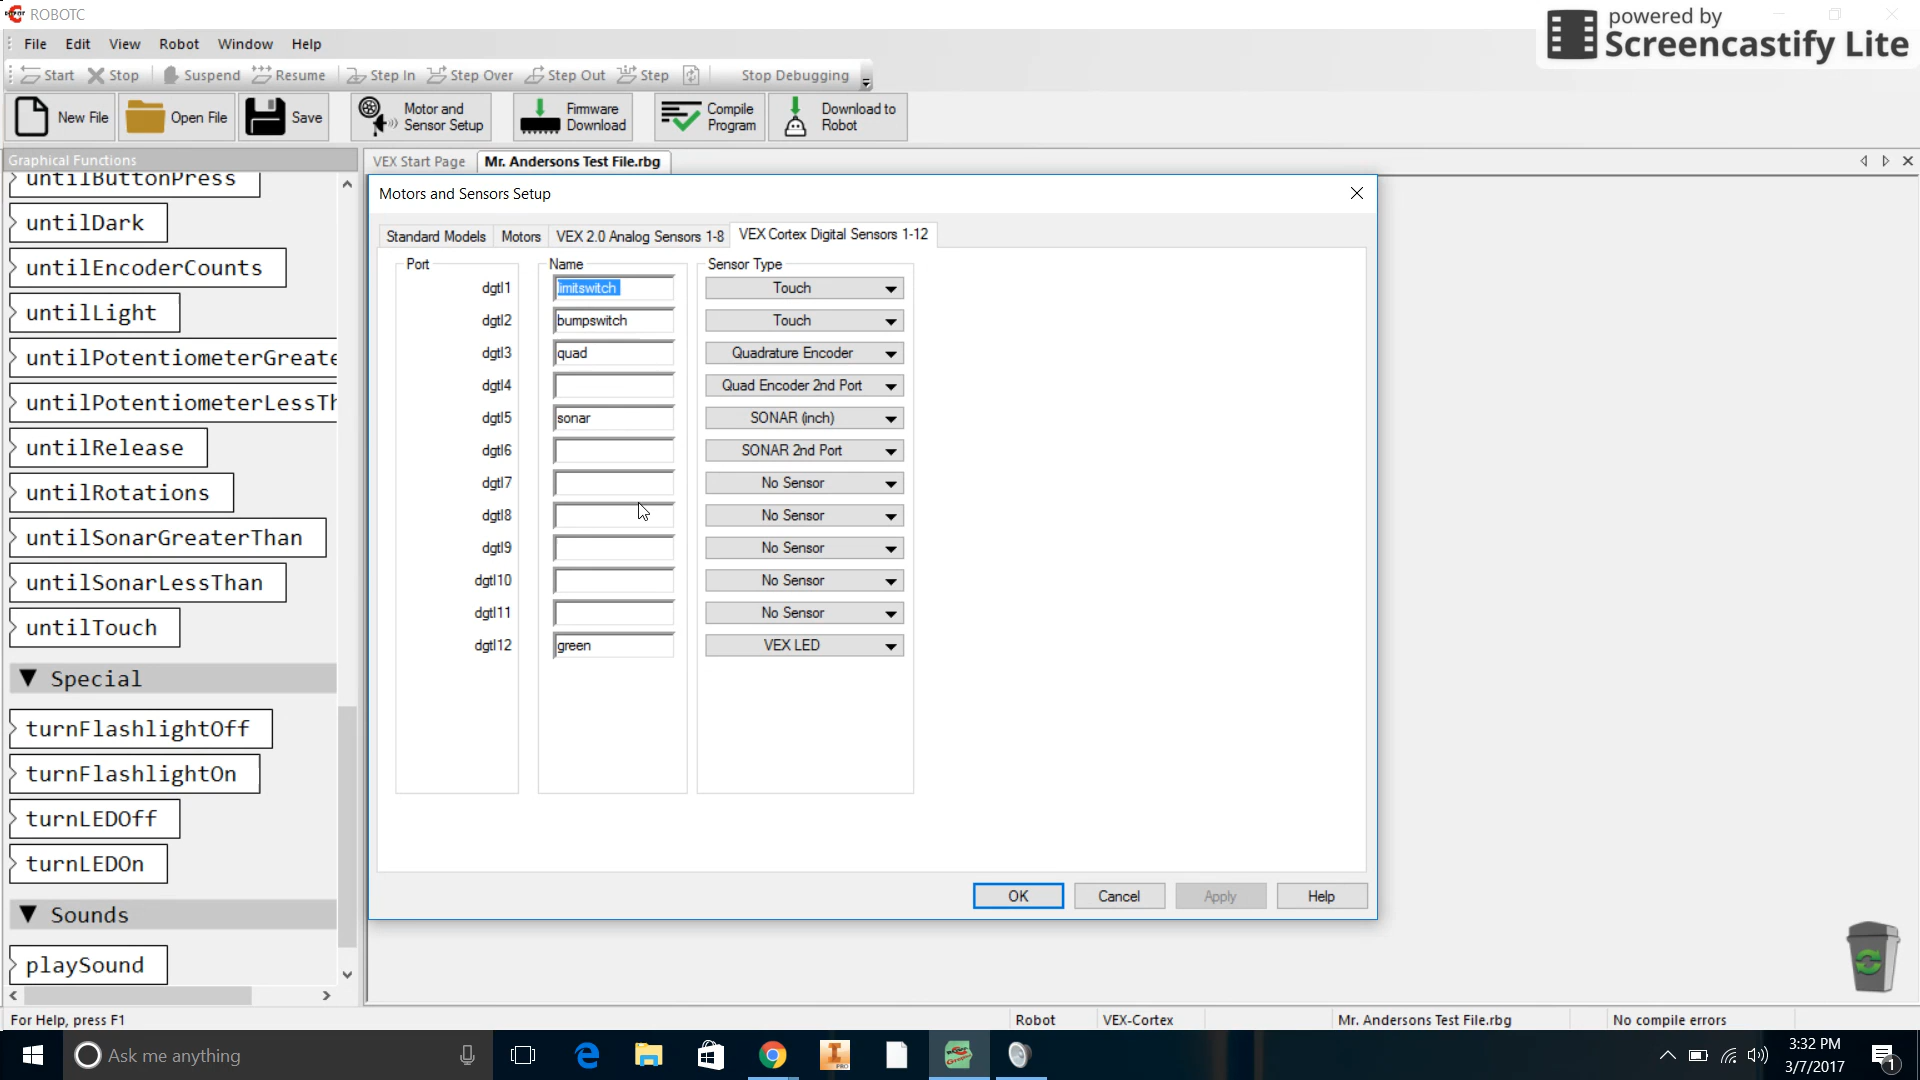 ROBOTC
powered by
Screencastify Lite
File Edit View Robot Window Help
Start Stop Suspend Resume Step In Step Over Step Out Step Stop Debugging
New File Open File Save Motor and Sensor Setup Firmware Download Compile Program Download to Robot
Graphical Functions
VEX Start Page Mr. Andersons Test File.rbg
untilButtonPress
untilDark
untilEncoderCounts
untilLight
untilPotentiometerGreate
untilPotentiometerLessTh
untilRelease
untilRotations
untilSonarGreaterThan
untilSonarLessThan
untilTouch
Special
turnFlashlightOff
turnFlashlightOn
turnLEDOff
turnLEDOn
Sounds
playSound
Motors and Sensors Setup
Standard Models Motors VEX 2.0 Analog Sensors 1-8 VEX Cortex Digital Sensors 1-12
Port Name Sensor Type
dgtl1 limitswitch Touch
dgtl2 bumpswitch Touch
dgtl3 quad Quadrature Encoder
dgtl4 Quad Encoder 2nd Port
dgtl5 sonar SONAR (inch)
dgtl6 SONAR 2nd Port
dgtl7 No Sensor
dgtl8 No Sensor
dgtl9 No Sensor
dgtl10 No Sensor
dgtl11 No Sensor
dgtl12 green VEX LED
OK Cancel Apply Help
For Help, press F1 Robot VEX-Cortex Mr. Andersons Test File.rbg No compile errors
Ask me anything
3:32 PM
3/7/2017
1